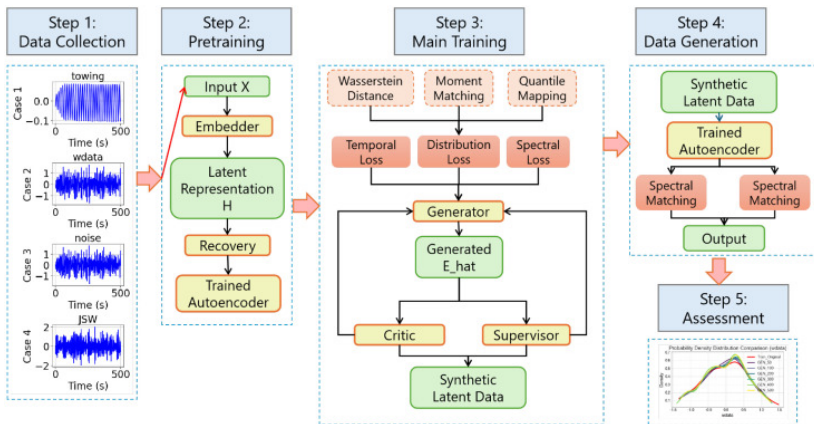 Step 1:
Data Collection
Step 2:
Pretraining
Step 3:
Main Training
Step 4:
Data Generation
towing
Case 1
0.0
−0.1
0
500
Time (s)
wdata
Case 2
1
0
−1
0
500
Time (s)
noise
Case 3
1
0
−1
0
500
Time (s)
JSW
Case 4
2
0
−2
0
500
Time (s)
Input X
Embedder
Latent
Representation
H
Recovery
Trained
Autoencoder
Wasserstein
Distance
Moment
Matching
Quantile
Mapping
Temporal
Loss
Distribution
Loss
Spectral
Loss
Generator
Generated
E_hat
Critic
Supervisor
Synthetic
Latent Data
Synthetic
Latent Data
Trained
Autoencoder
Spectral
Matching
Spectral
Matching
Output
Step 5:
Assessment
Probability Density Distribution Comparison (wdata)
Density
wdata